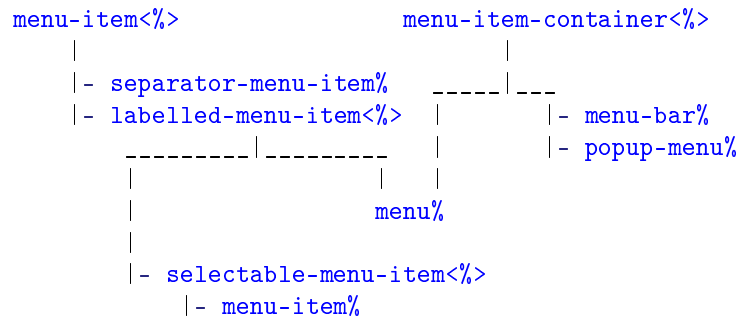 menu-item<%> menu-item-container<%>
|- separator-menu-item%
|- labelled-menu-item<%> |- menu-bar%
|- popup-menu%
menu%
|- selectable-menu-item<%>
|- menu-item%